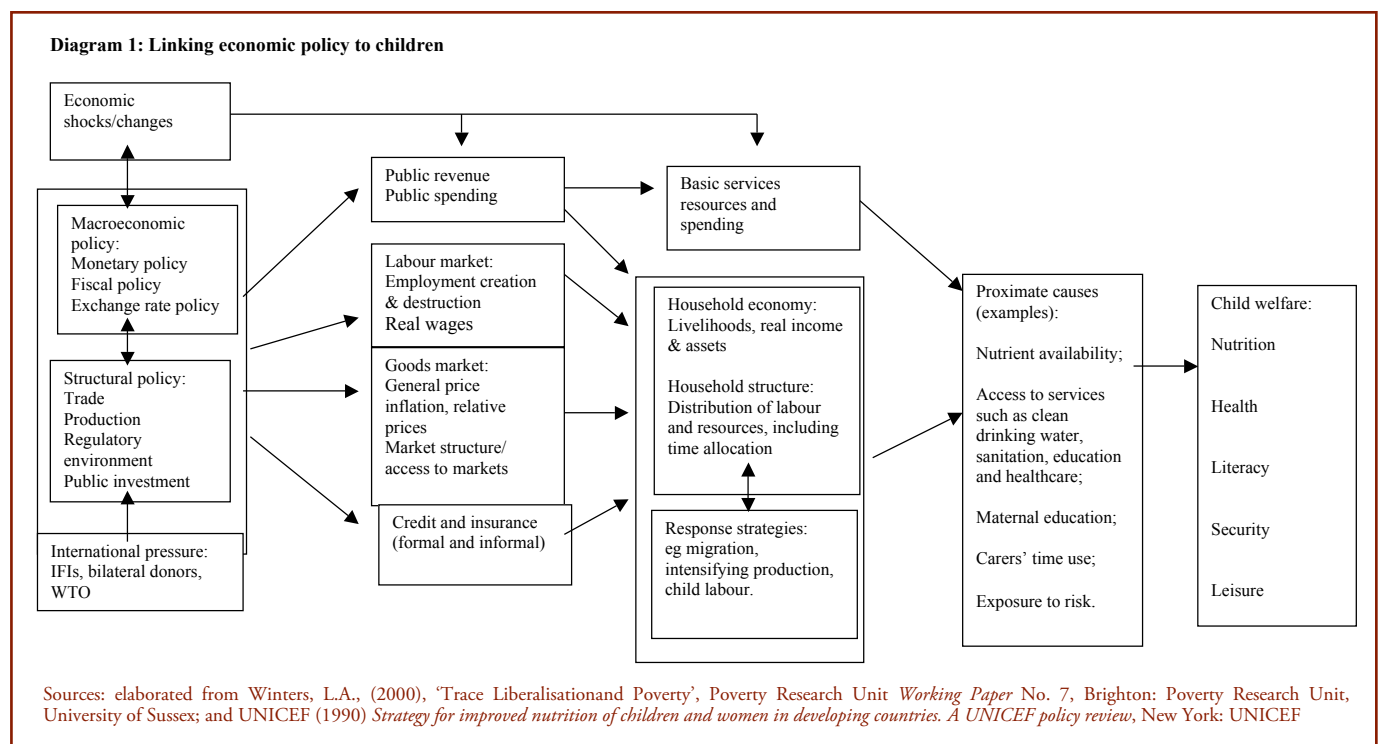 Diagram 1: Linking economic policy to children
Economic
shocks/changes
Macroeconomic
policy:
Monetary policy
Fiscal policy
Exchange rate policy
Structural policy:
Trade
Production
Regulatory
environment
Public investment
International pressure:
IFIs, bilateral donors,
WTO
Public revenue
Public spending
Labour market:
Employment creation
& destruction
Real wages
Goods market:
General price
inflation, relative
prices
Market structure/
access to markets
Credit and insurance
(formal and informal)
Basic services
resources and
spending
Household economy:
Livelihoods, real income
& assets
Household structure:
Distribution of labour
and resources, including
time allocation
Response strategies:
eg migration,
intensifying production,
child labour.
Proximate causes
(examples):
Nutrient availability;
Access to services
such as clean
drinking water,
sanitation, education
and healthcare;
Maternal education;
Carers’ time use;
Exposure to risk.
Child welfare:
Nutrition
Health
Literacy
Security
Leisure
Sources: elaborated from Winters, L.A., (2000), ‘Trace Liberalisationand Poverty’, Poverty Research Unit Working Paper No. 7, Brighton: Poverty Research Unit,
University of Sussex; and UNICEF (1990) Strategy for improved nutrition of children and women in developing countries. A UNICEF policy review, New York: UNICEF